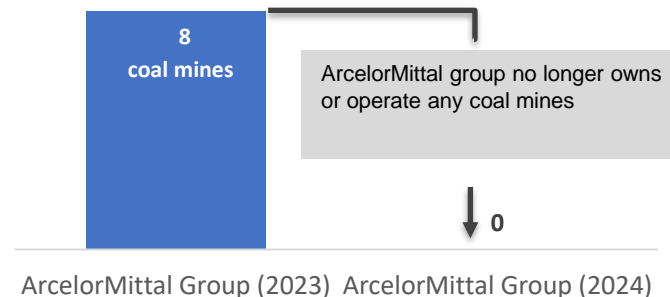 8
coal mines
ArcelorMittal group no longer owns
or operate any coal mines
0
ArcelorMittal Group (2023) ArcelorMittal Group (2024)